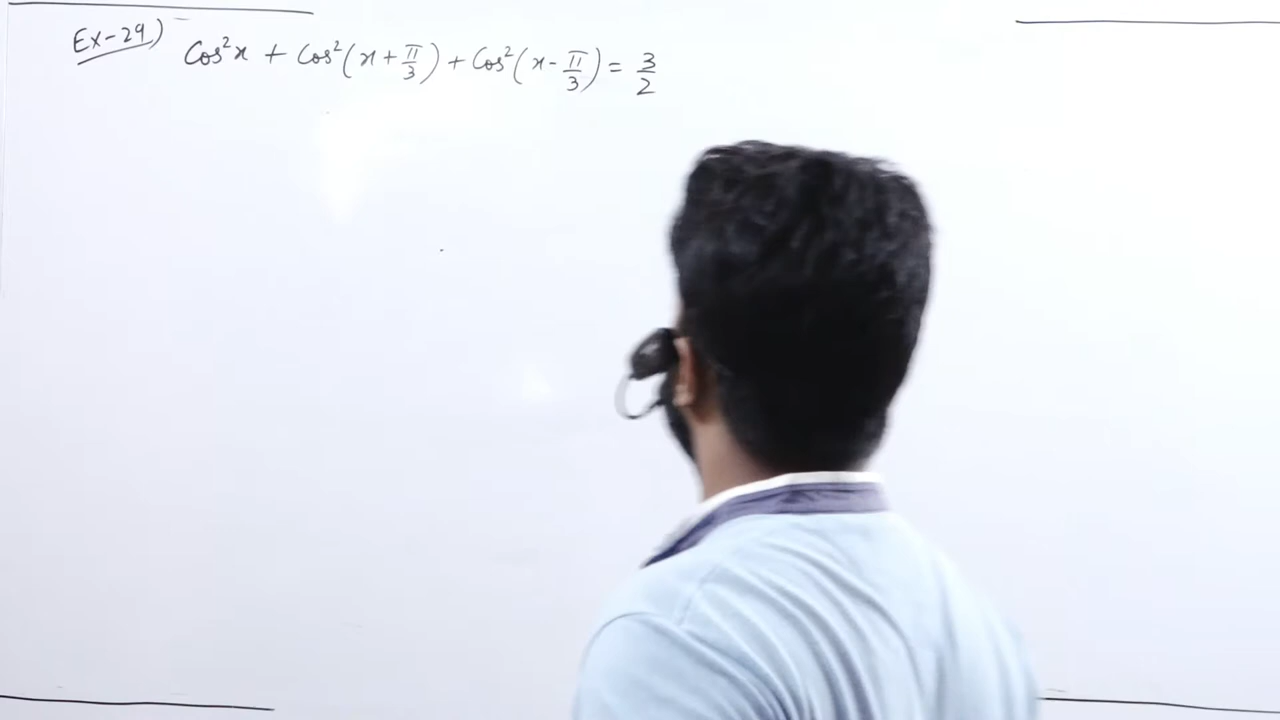 Ex-29) Cos²x + Cos²(x + π/3) + Cos²(x - π/3) = 3/2